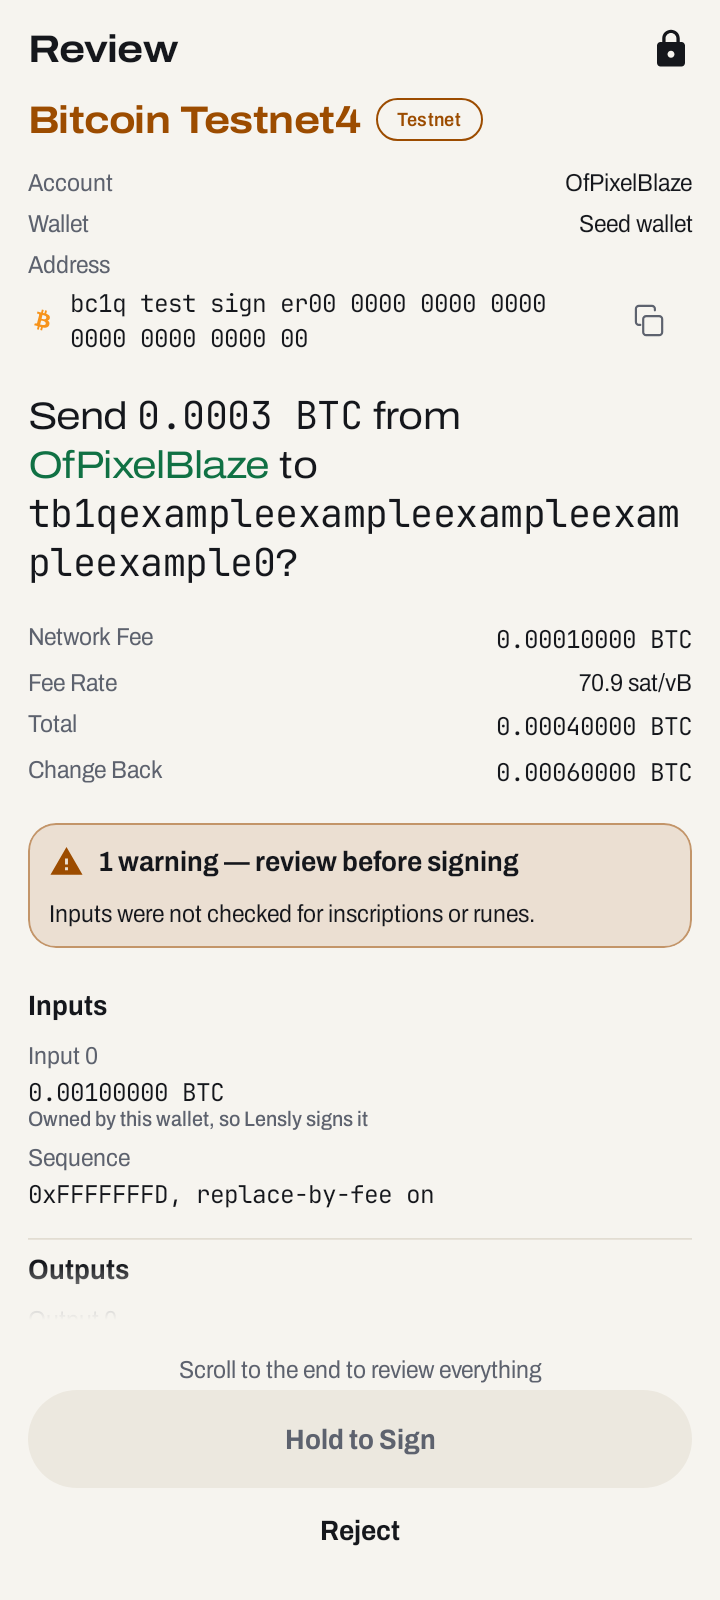 Review
Bitcoin Testnet4
Testnet
Account
OfPixelBlaze
Wallet
Seed wallet
Address
bc1q test sign er00 0000 0000 0000
0000 0000 0000 00
Send 0.0003 BTC from
OfPixelBlaze to
tb1qexampleexampleexampleexam
pleexample0?
Network Fee
0.00010000 BTC
Fee Rate
70.9 sat/vB
Total
0.00040000 BTC
Change Back
0.00060000 BTC
1 warning — review before signing
Inputs were not checked for inscriptions or runes.
Inputs
Input 0
0.00100000 BTC
Owned by this wallet, so Lensly signs it
Sequence
0xFFFFFFFD, replace-by-fee on
Outputs
Scroll to the end to review everything
Hold to Sign
Reject